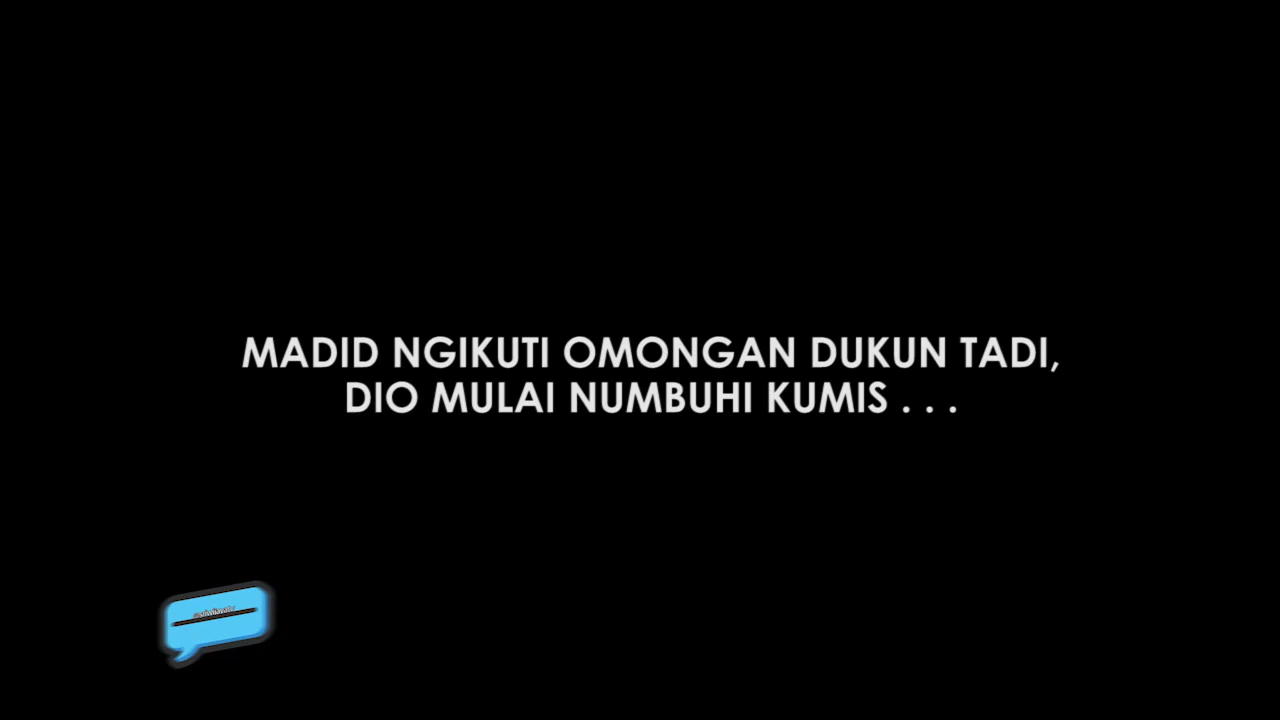 MADID NGIKUTI OMONGAN DUKUN TADI,
DIO MULAI NUMBUHI KUMIS . . .